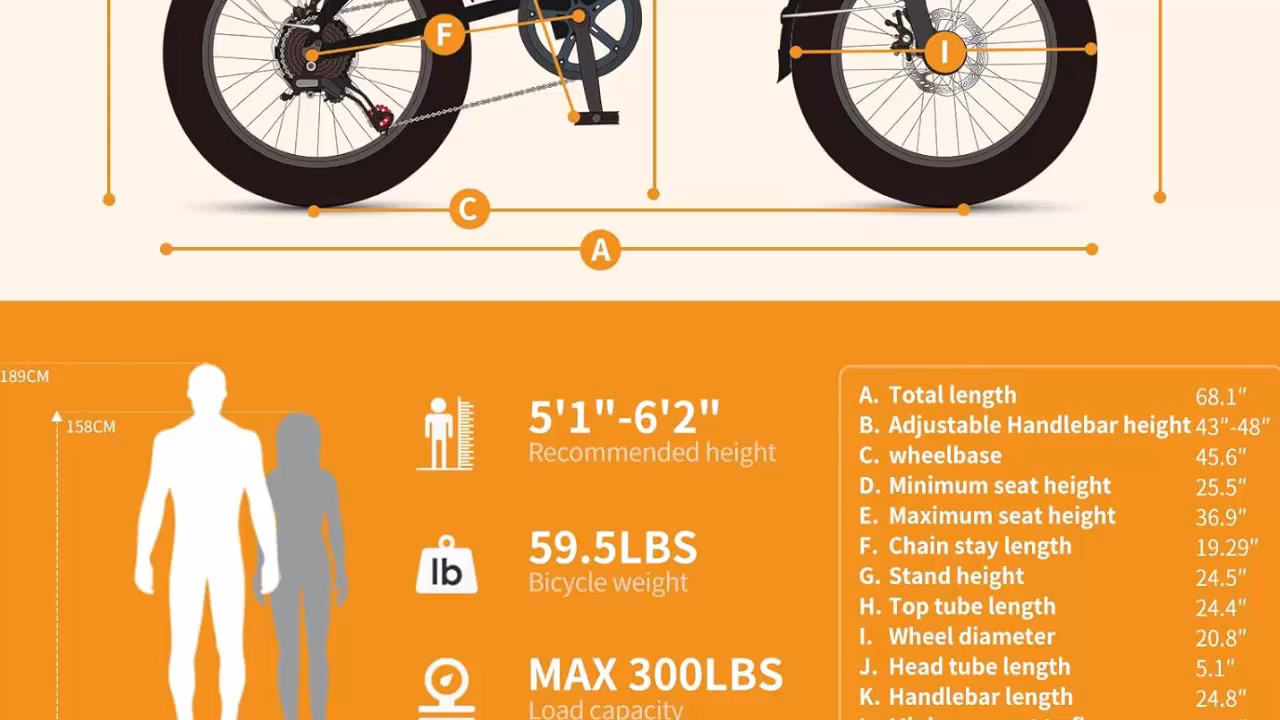 F
I
C
A
189CM
158CM
5'1"-6'2"
Recommended height
lb
59.5LBS
Bicycle weight
MAX 300LBS
Load capacity
A. Total length 68.1"
B. Adjustable Handlebar height 43"-48"
C. wheelbase 45.6"
D. Minimum seat height 25.5"
E. Maximum seat height 36.9"
F. Chain stay length 19.29"
G. Stand height 24.5"
H. Top tube length 24.4"
I. Wheel diameter 20.8"
J. Head tube length 5.1"
K. Handlebar length 24.8"